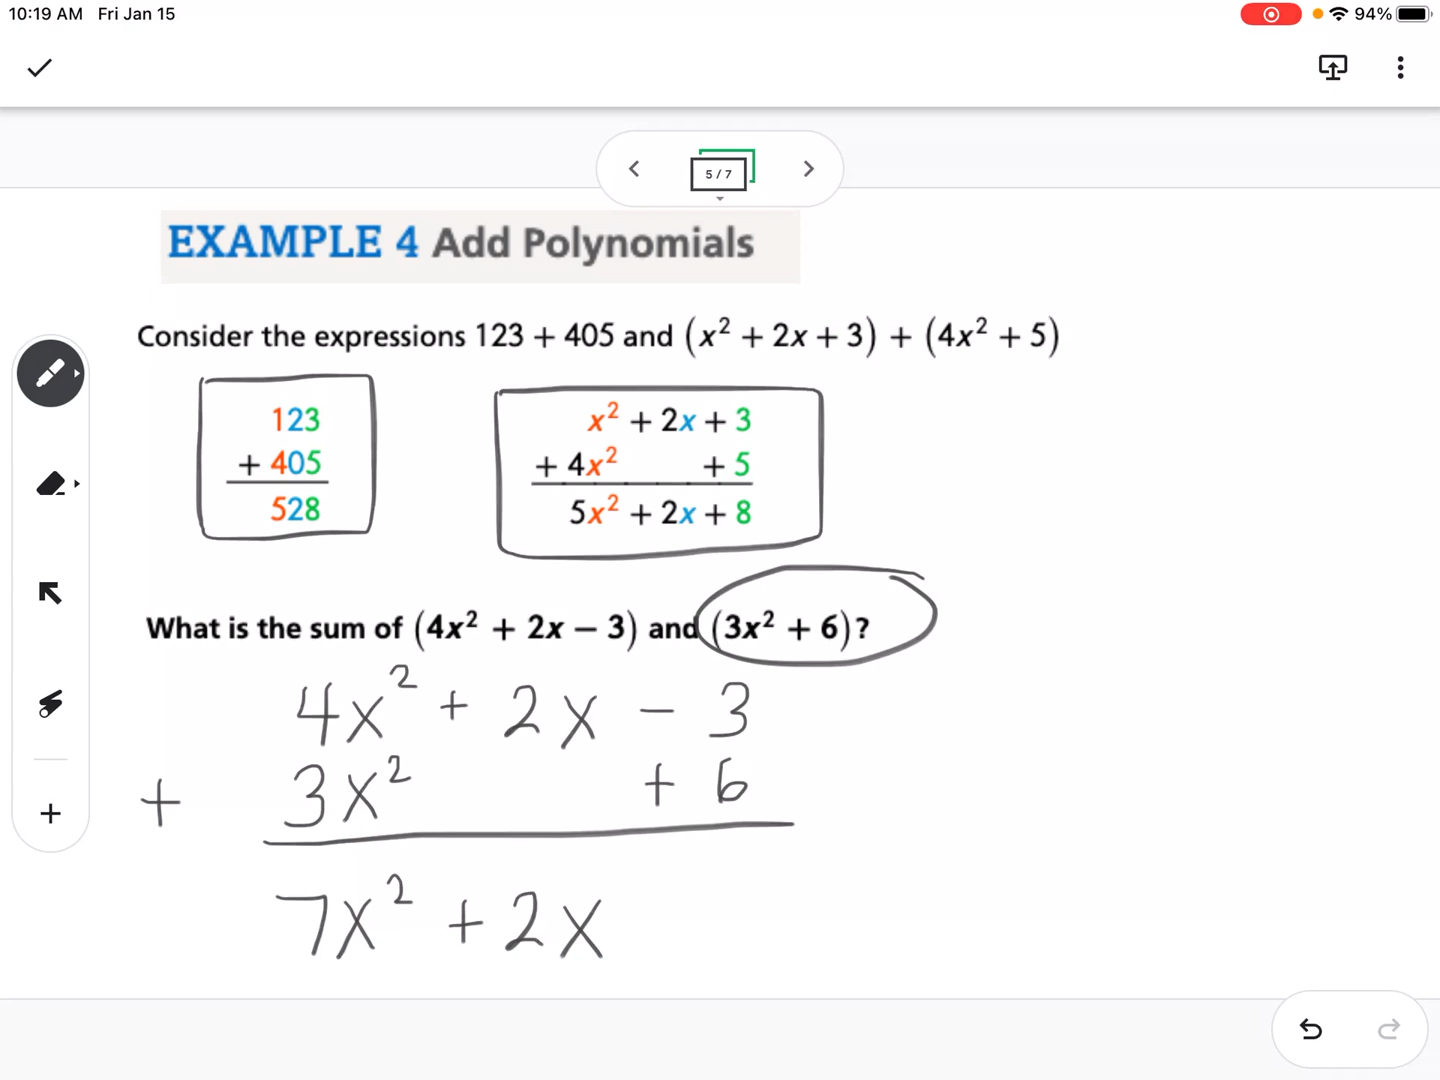 10:19 AM Fri Jan 15
94%
5 / 7
EXAMPLE 4 Add Polynomials
Consider the expressions 123 + 405 and (x² + 2x + 3) + (4x² + 5)
123
+ 405
528
x² + 2x + 3
+ 4x² + 5
5x² + 2x + 8
What is the sum of (4x² + 2x − 3) and (3x² + 6)?
4x² + 2x − 3
+ 3x² + 6
7x² + 2x